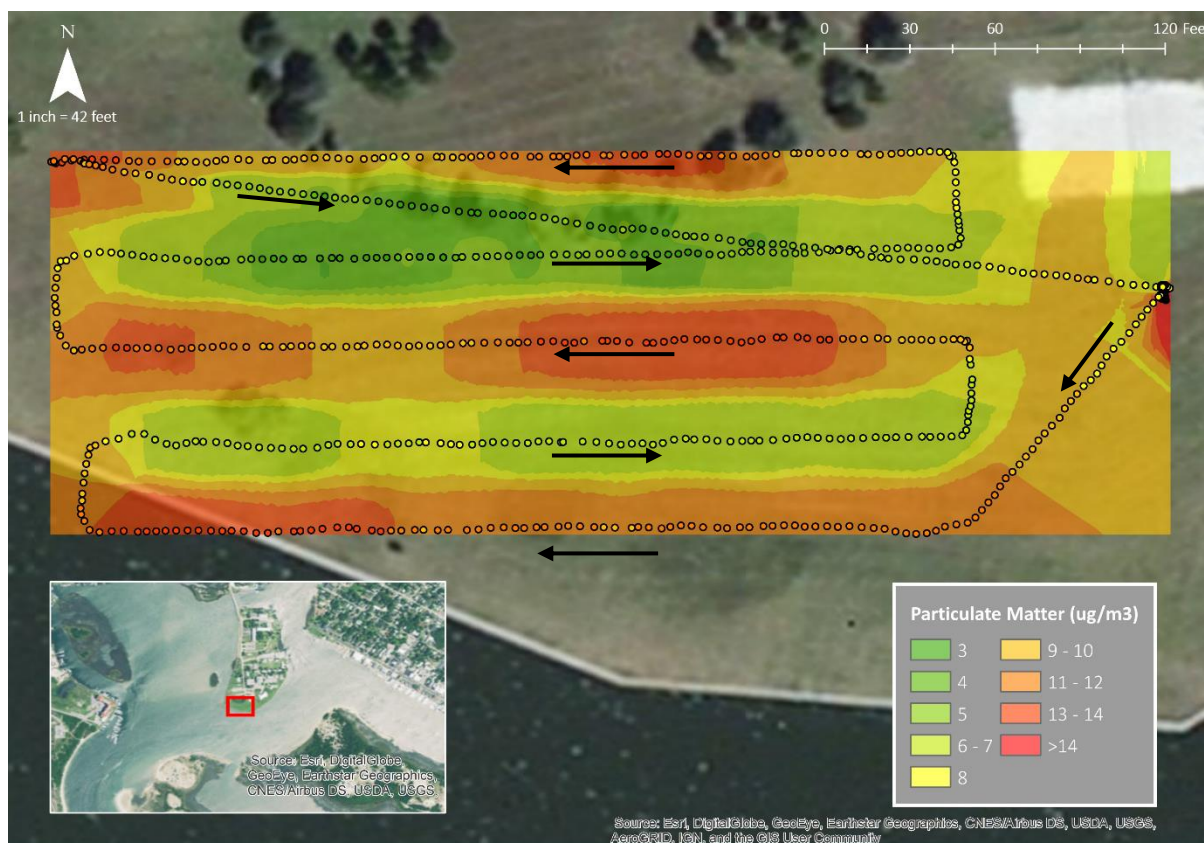 N
1 inch = 42 feet
0 30 60 120 Fee
Particulate Matter (ug/m3)
3 9 - 10
4 11 - 12
5 13 - 14
6 - 7 >14
8
Source: Esri, DigitalGlobe,
GeoEye, Earthstar Geographics,
CNES/Airbus DS, USDA, USGS,
Source: Esri, DigitalGlobe, GeoEye, Earthstar Geographics, CNES/Airbus DS, USDA, USGS,
AeroGRID, IGN, and the GIS User Community